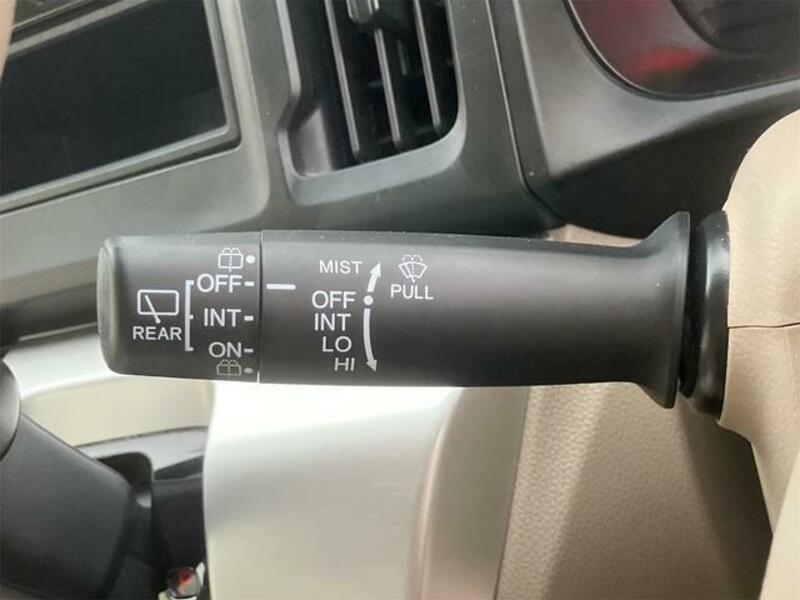 REAR
OFF
INT
ON
MIST
OFF
INT
LO
HI
PULL